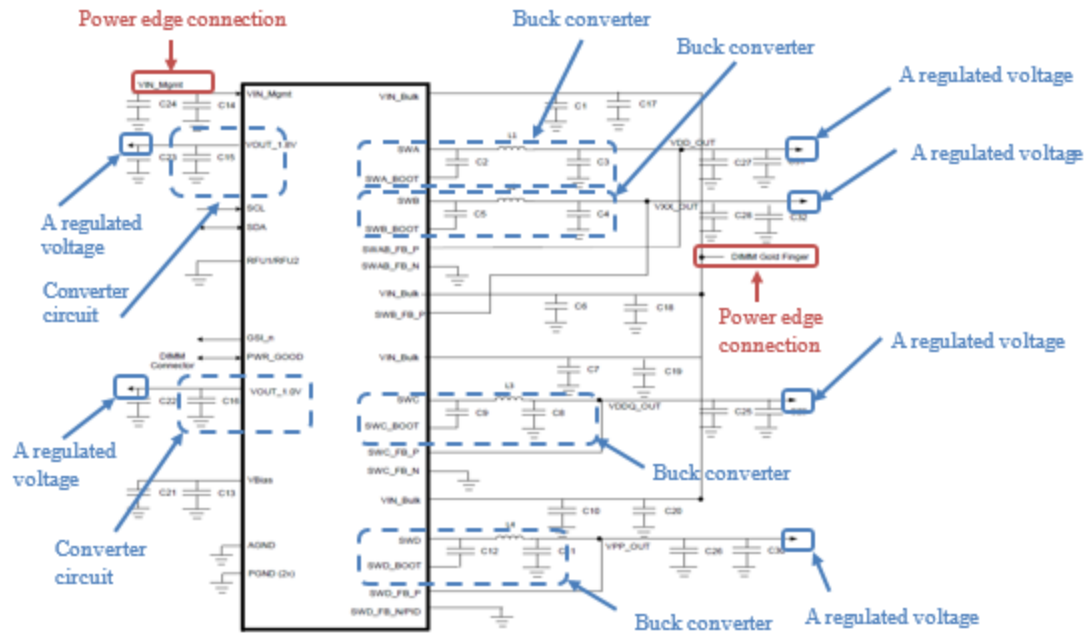 Power edge connection
Buck converter
Buck converter
A regulated voltage
A regulated voltage
VIN_Mgmt
C24
C14
VIN_Mgmt
VIN_Bulk
C1
C17
VOUT_1.8V
C23
C15
SWA
L1
C2
C3
VDD_OUT
C27
SWA_BOOT
SWB
C5
C4
VXX_OUT
C28
C32
SWB_BOOT
A regulated
voltage
SCL
SDA
SWAB_FB_P
SWAB_FB_N
DIMM Gold Finger
RFU1/RFU2
Converter
circuit
VIN_Bulk
C6
C18
SWB_FB_P
Power edge
connection
GSI_n
DIMM
Connector
PWR_GOOD
VIN_Bulk
C7
C19
A regulated voltage
VOUT_1.0V
C22
C16
SWC
L3
C9
C8
VDDQ_OUT
C25
SWC_BOOT
A regulated
voltage
SWC_FB_P
SWC_FB_N
Buck converter
VBias
C21
C13
VIN_Bulk
C10
C20
Converter
circuit
AGND
PGND (2x)
SWD
L4
C12
VPP_OUT
C26
SWD_BOOT
SWD_FB_P
SWD_FB_N/PID
Buck converter
A regulated voltage